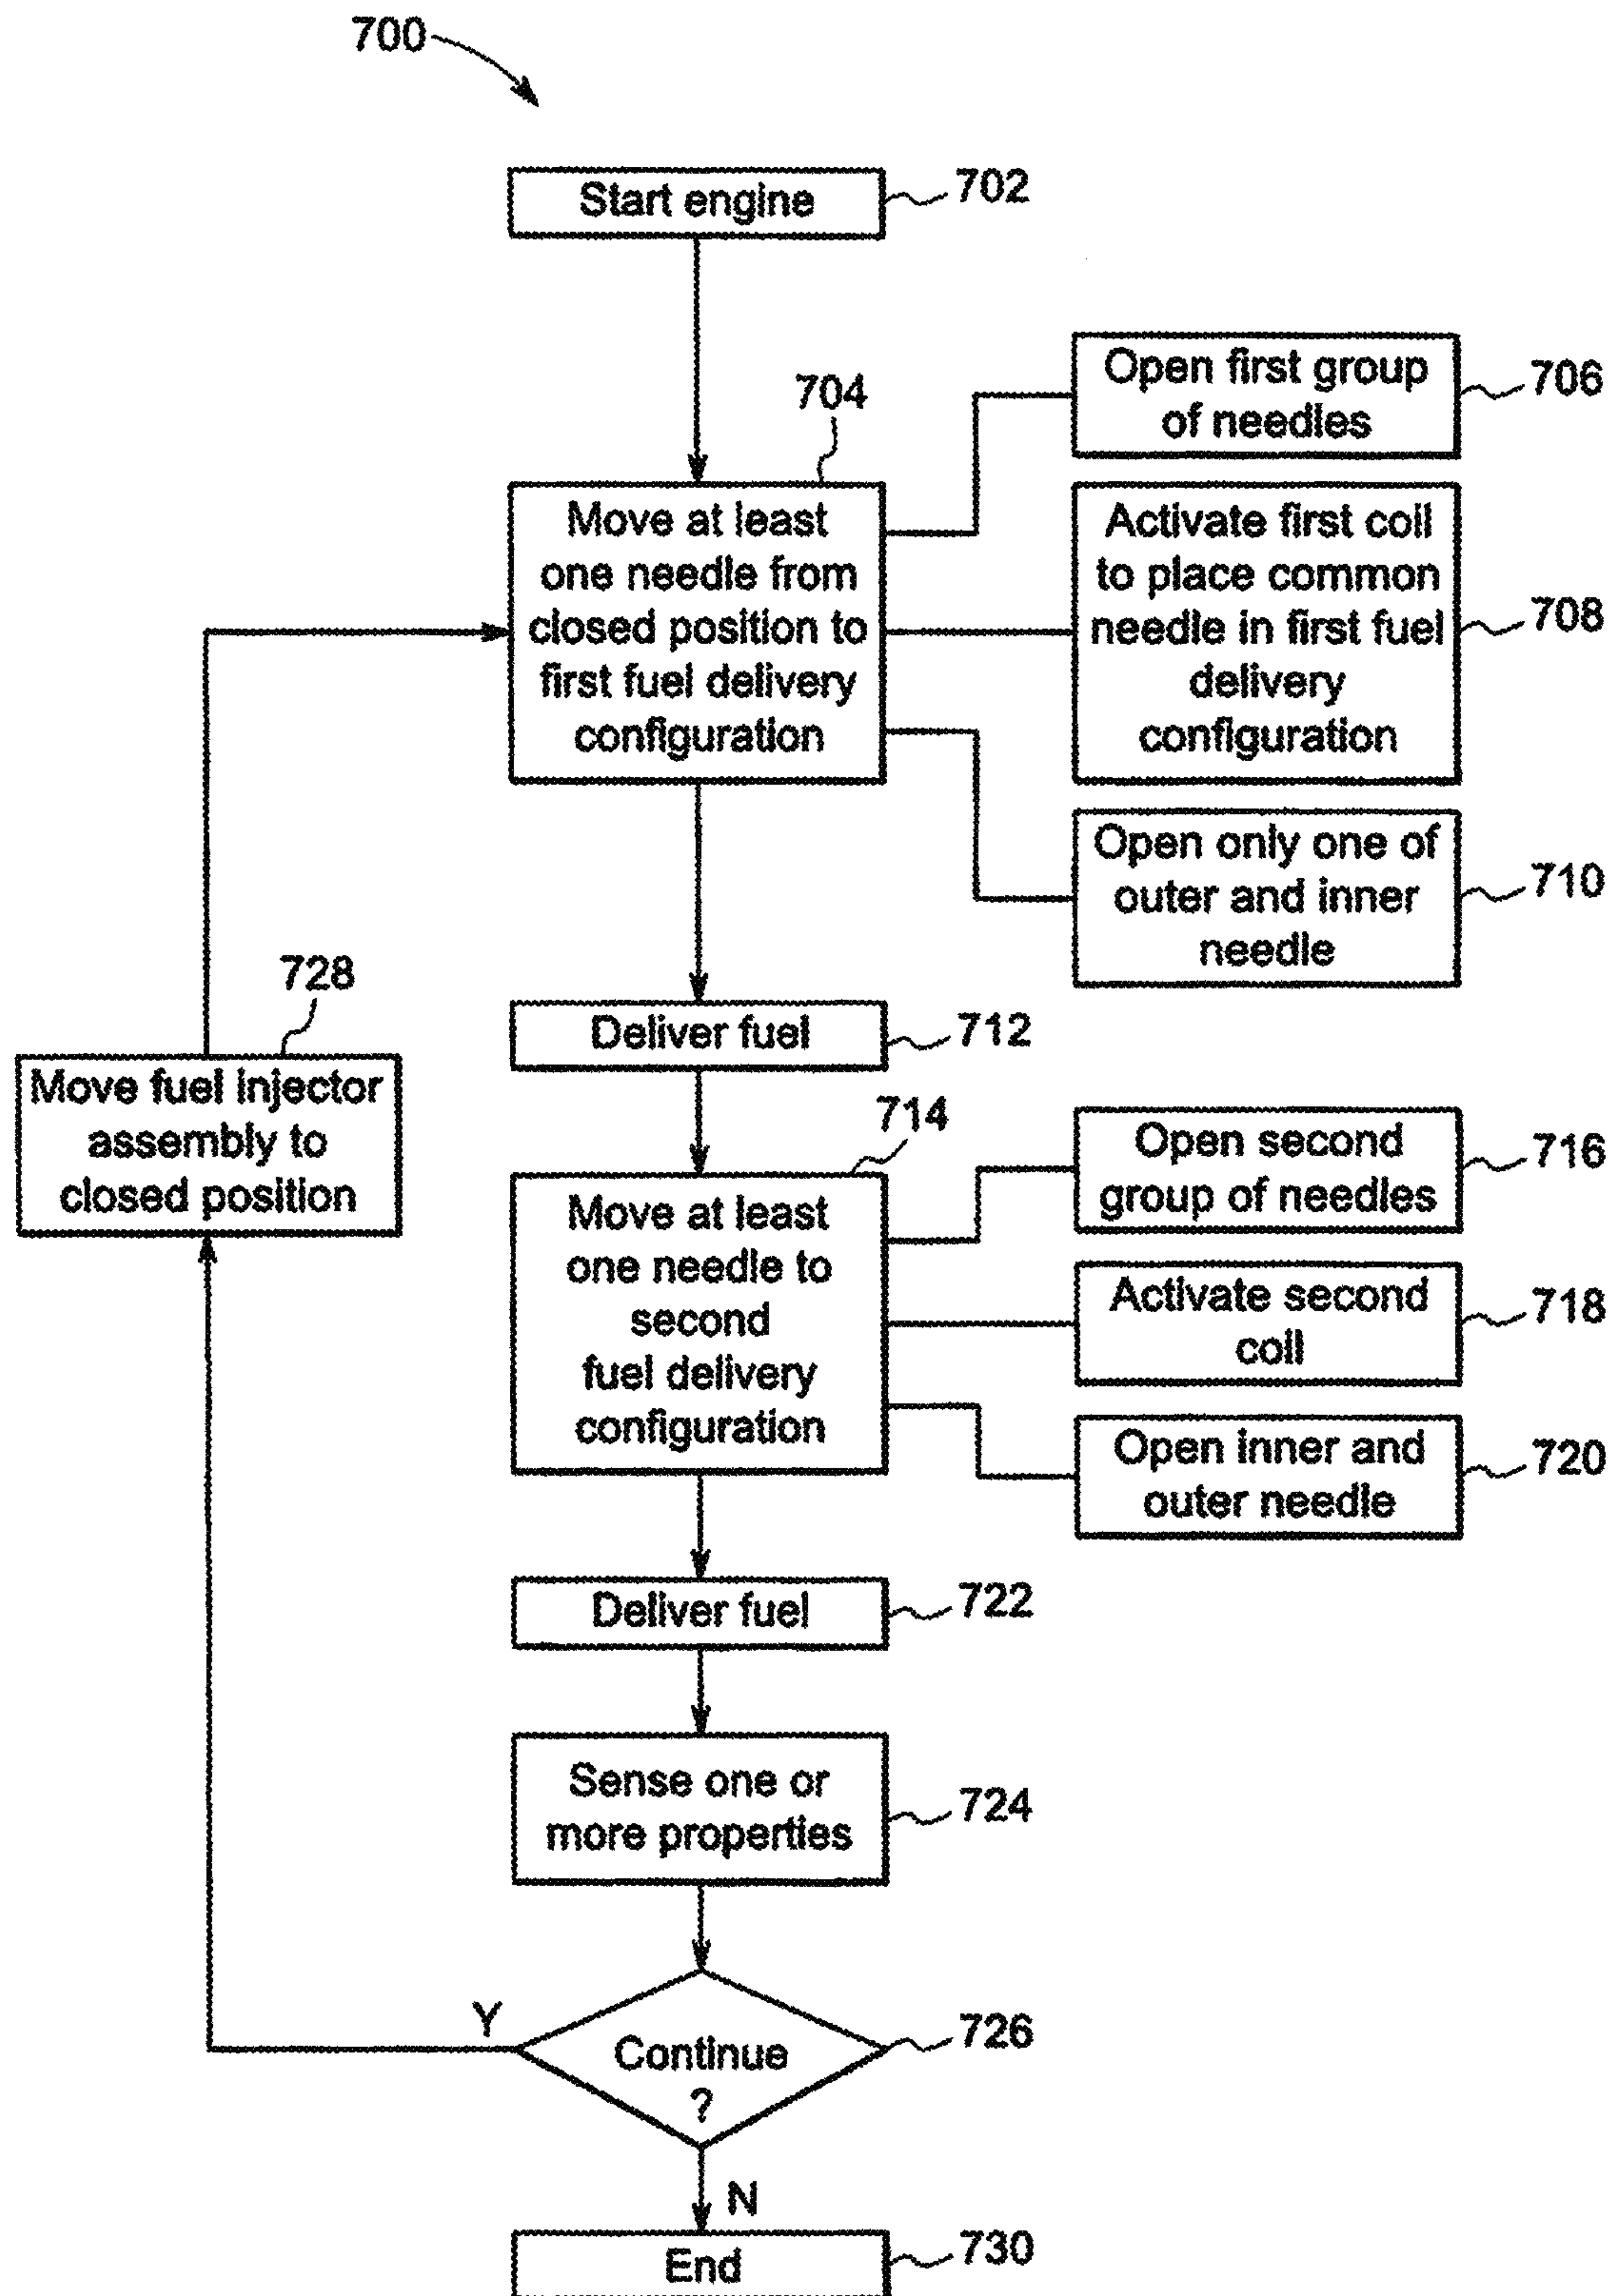 700
Start engine
702
704
Move at least
one needle from
closed position to
first fuel delivery
configuration
Open first group
of needles
706
Activate first coil
to place common
needle in first fuel
delivery
configuration
708
Open only one of
outer and inner
needle
710
728
Move fuel injector
assembly to
closed position
Deliver fuel
712
714
Move at least
one needle to
second
fuel delivery
configuration
Open second
group of needles
716
Activate second
coil
718
Open inner and
outer needle
720
Deliver fuel
722
Sense one or
more properties
724
Y
Continue
?
726
N
End
730